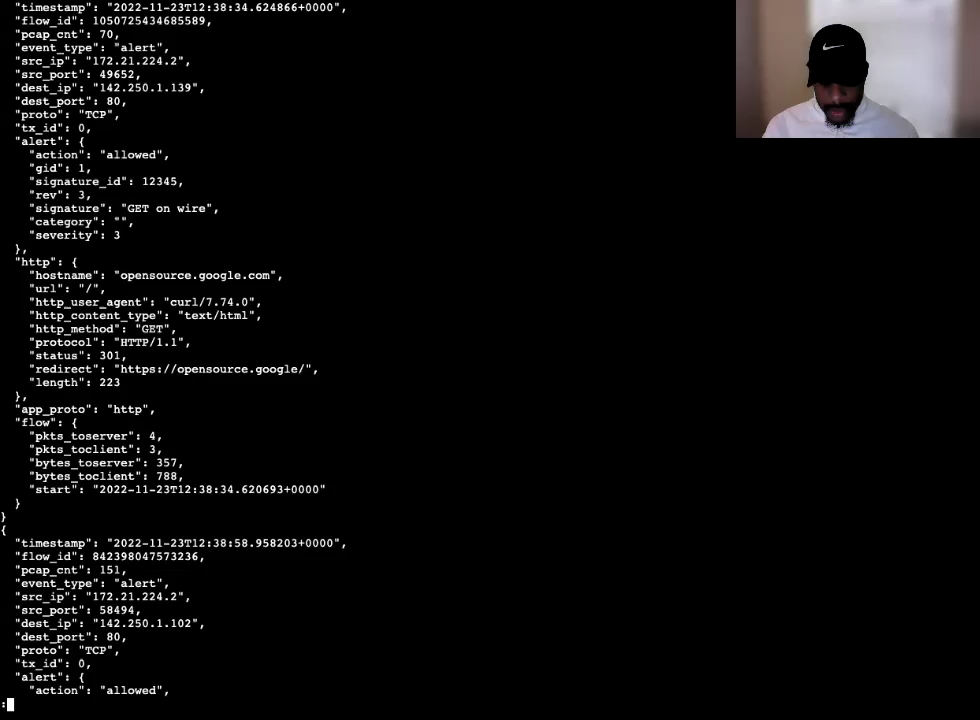 "timestamp": "2022-11-23T12:38:34.624866+0000",
"flow_id": 1050725434685589,
"pcap_cnt": 70,
"event_type": "alert",
"src_ip": "172.21.224.2",
"src_port": 49652,
"dest_ip": "142.250.1.139",
"dest_port": 80,
"proto": "TCP",
"tx_id": 0,
"alert": {
"action": "allowed",
"gid": 1,
"signature_id": 12345,
"rev": 3,
"signature": "GET on wire",
"category": "",
"severity": 3
},
"http": {
"hostname": "opensource.google.com",
"url": "/",
"http_user_agent": "curl/7.74.0",
"http_content_type": "text/html",
"http_method": "GET",
"protocol": "HTTP/1.1",
"status": 301,
"redirect": "https://opensource.google/",
"length": 223
},
"app_proto": "http",
"flow": {
"pkts_toserver": 4,
"pkts_toclient": 3,
"bytes_toserver": 357,
"bytes_toclient": 788,
"start": "2022-11-23T12:38:34.620693+0000"
}
}
{
"timestamp": "2022-11-23T12:38:58.958203+0000",
"flow_id": 842398047573236,
"pcap_cnt": 151,
"event_type": "alert",
"src_ip": "172.21.224.2",
"src_port": 58494,
"dest_ip": "142.250.1.102",
"dest_port": 80,
"proto": "TCP",
"tx_id": 0,
"alert": {
"action": "allowed",
: